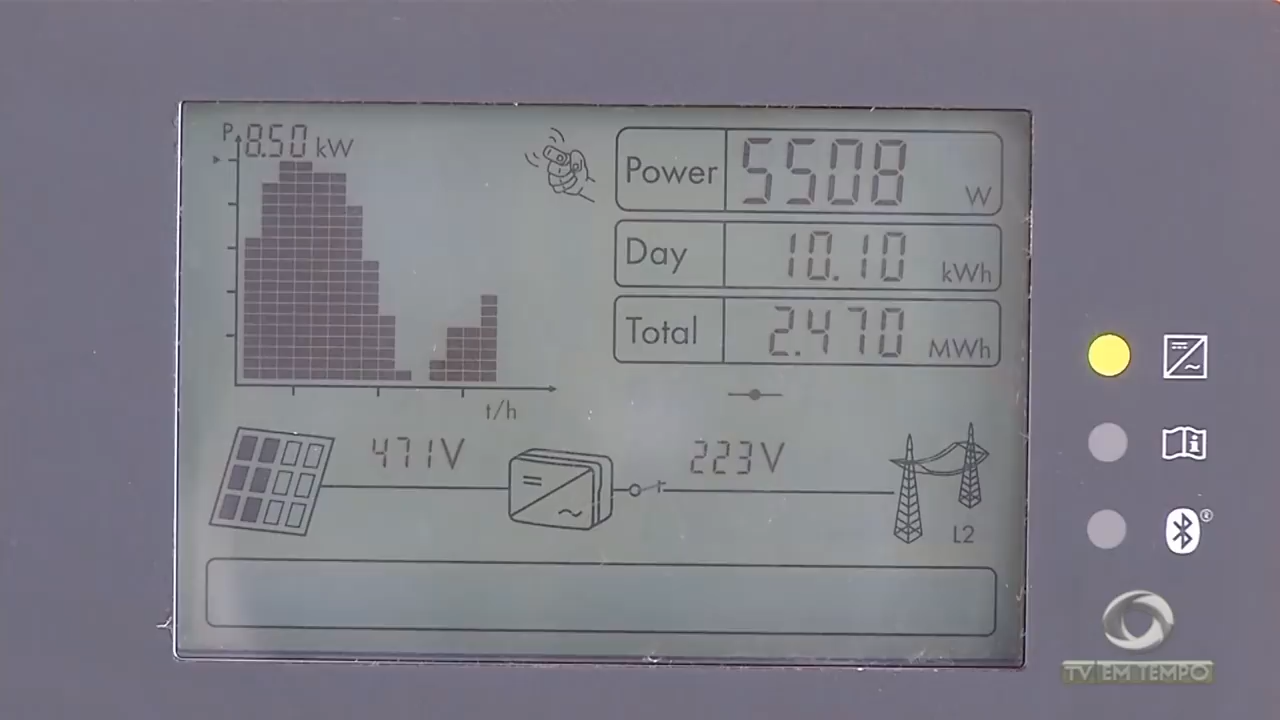 P 8.50 kW
Power 5508 W
Day 10.10 kWh
Total 2.470 MWh
t/h
471V
223V
L2
TV EM TEMPO